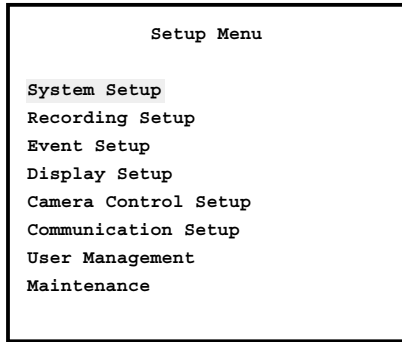 Setup Menu
System Setup
Recording Setup
Event Setup
Display Setup
Camera Control Setup
Communication Setup
User Management
Maintenance